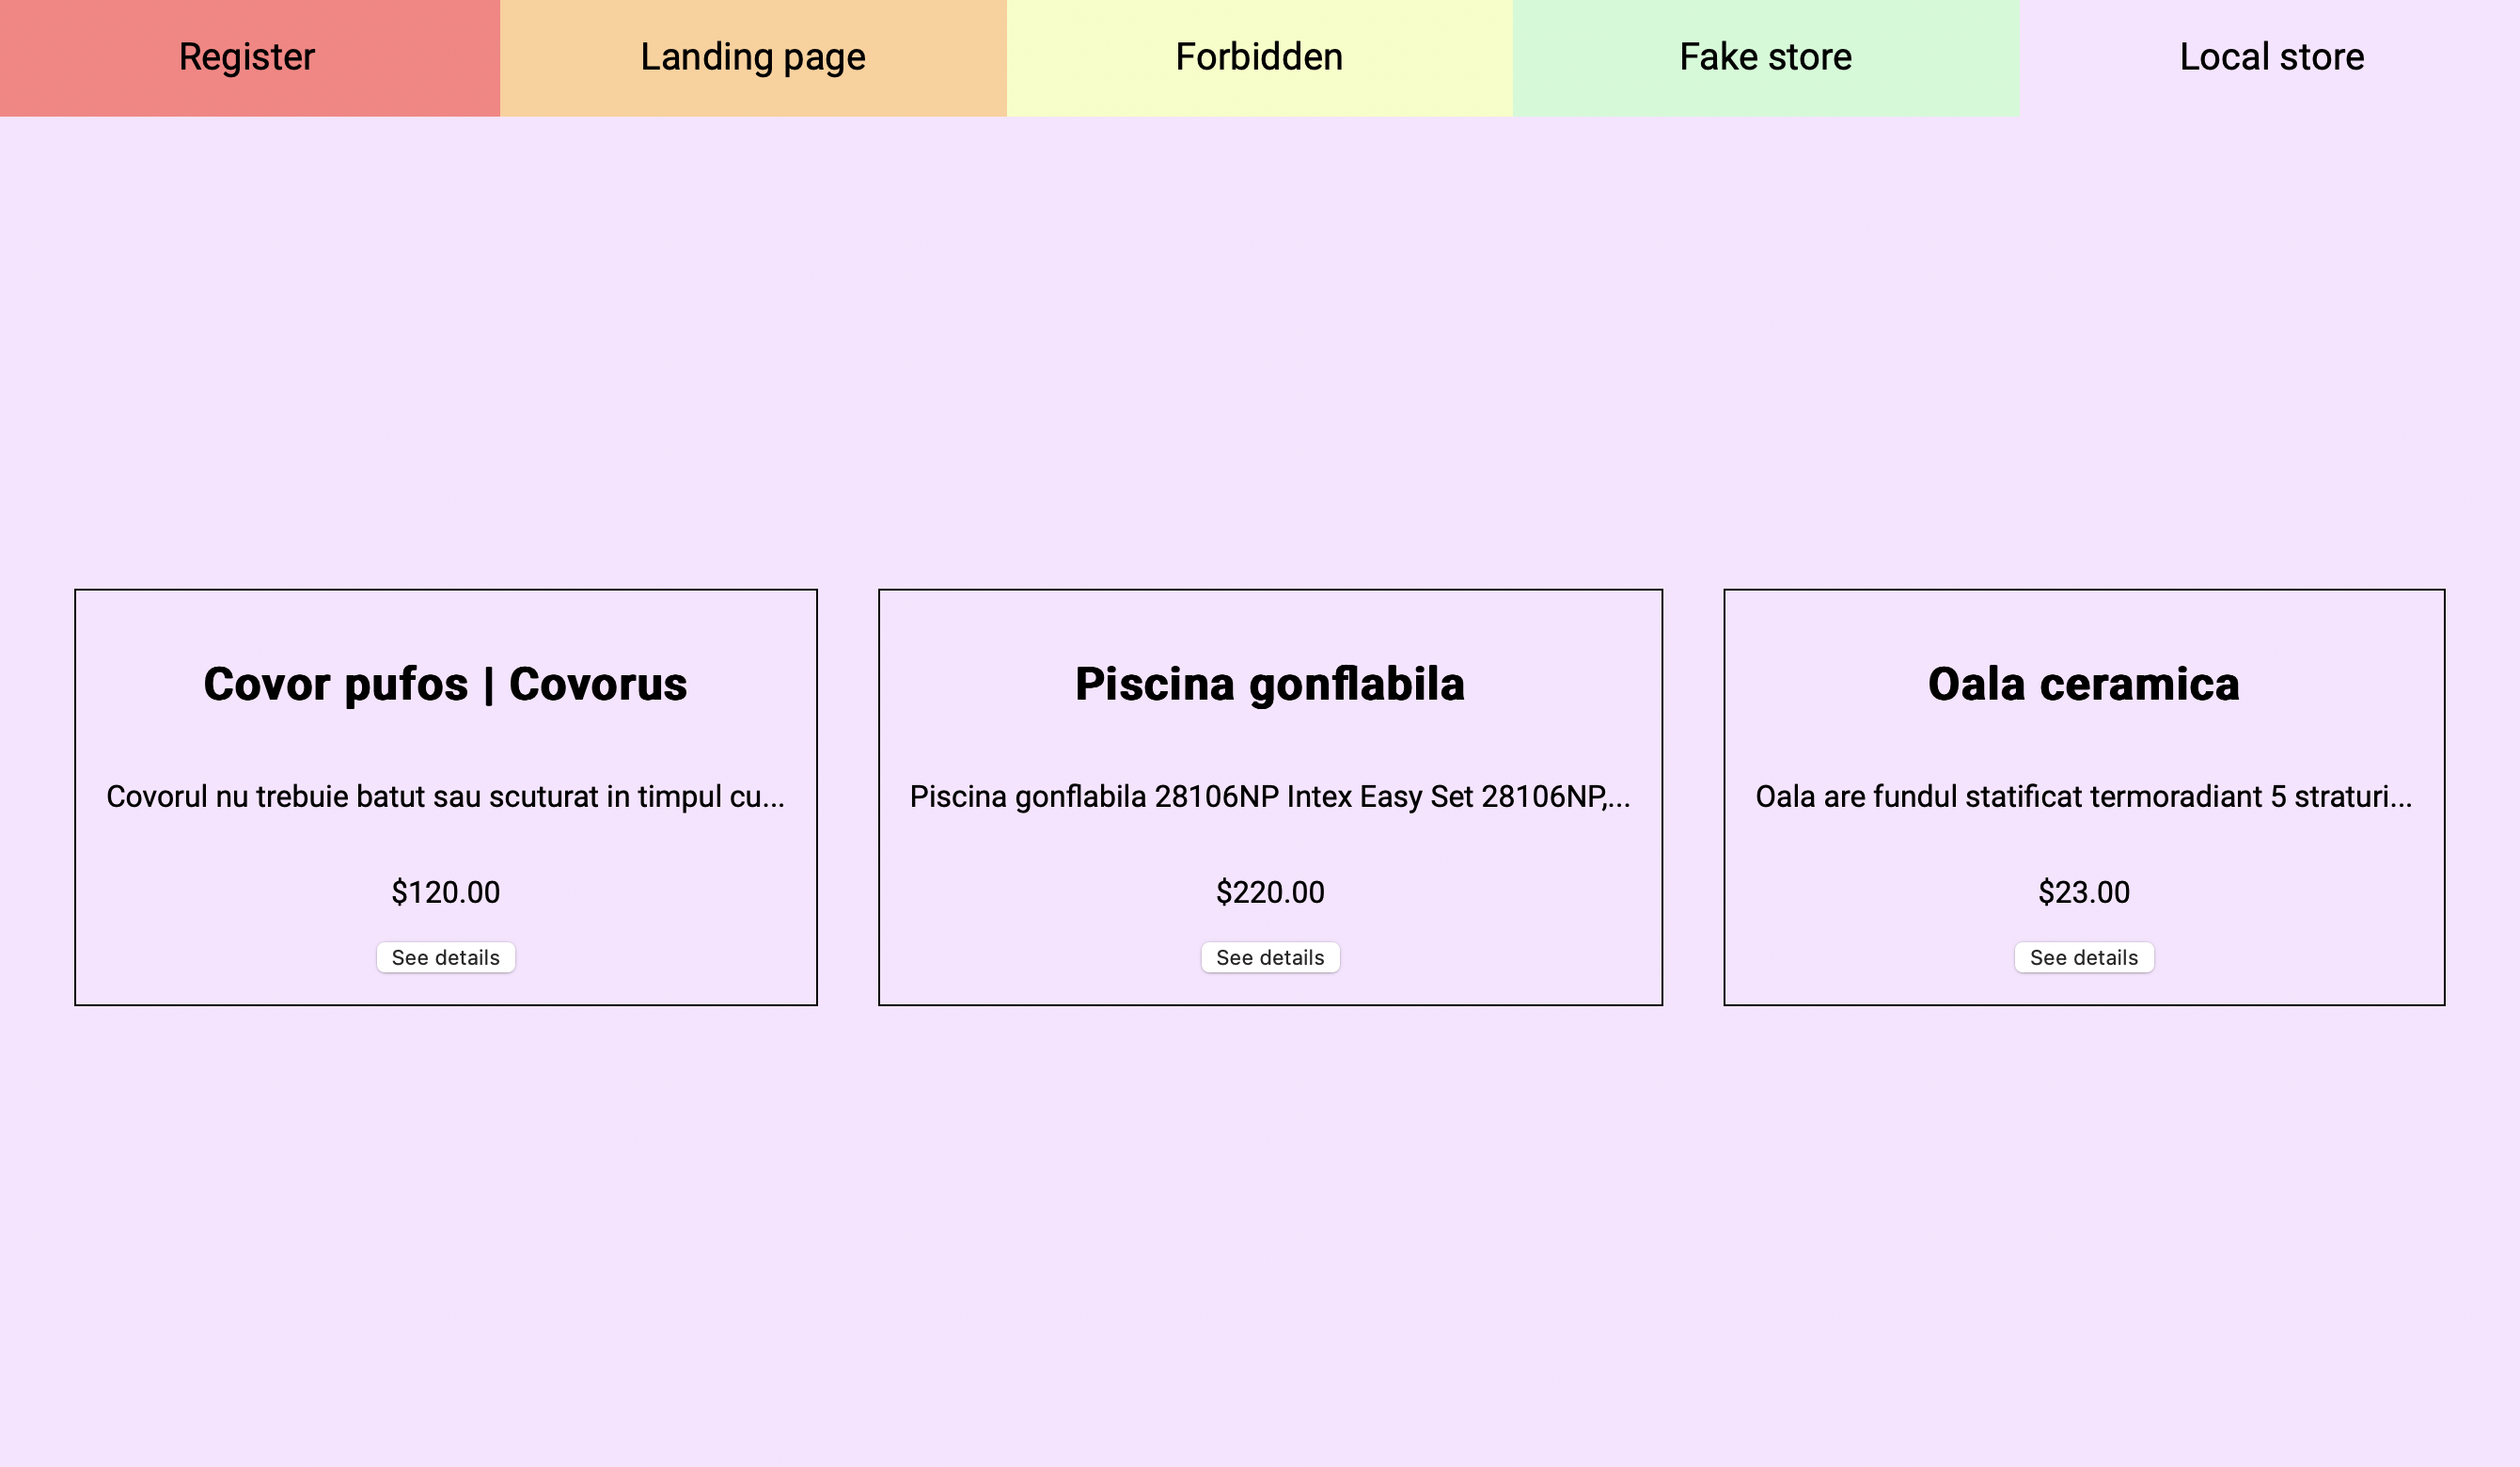 Register
Landing page
Forbidden
Fake store
Local store
Covor pufos | Covorus
Covorul nu trebuie batut sau scuturat in timpul cu...
$120.00
See details
Piscina gonflabila
Piscina gonflabila 28106NP Intex Easy Set 28106NP,...
$220.00
See details
Oala ceramica
Oala are fundul statificat termoradiant 5 straturi...
$23.00
See details